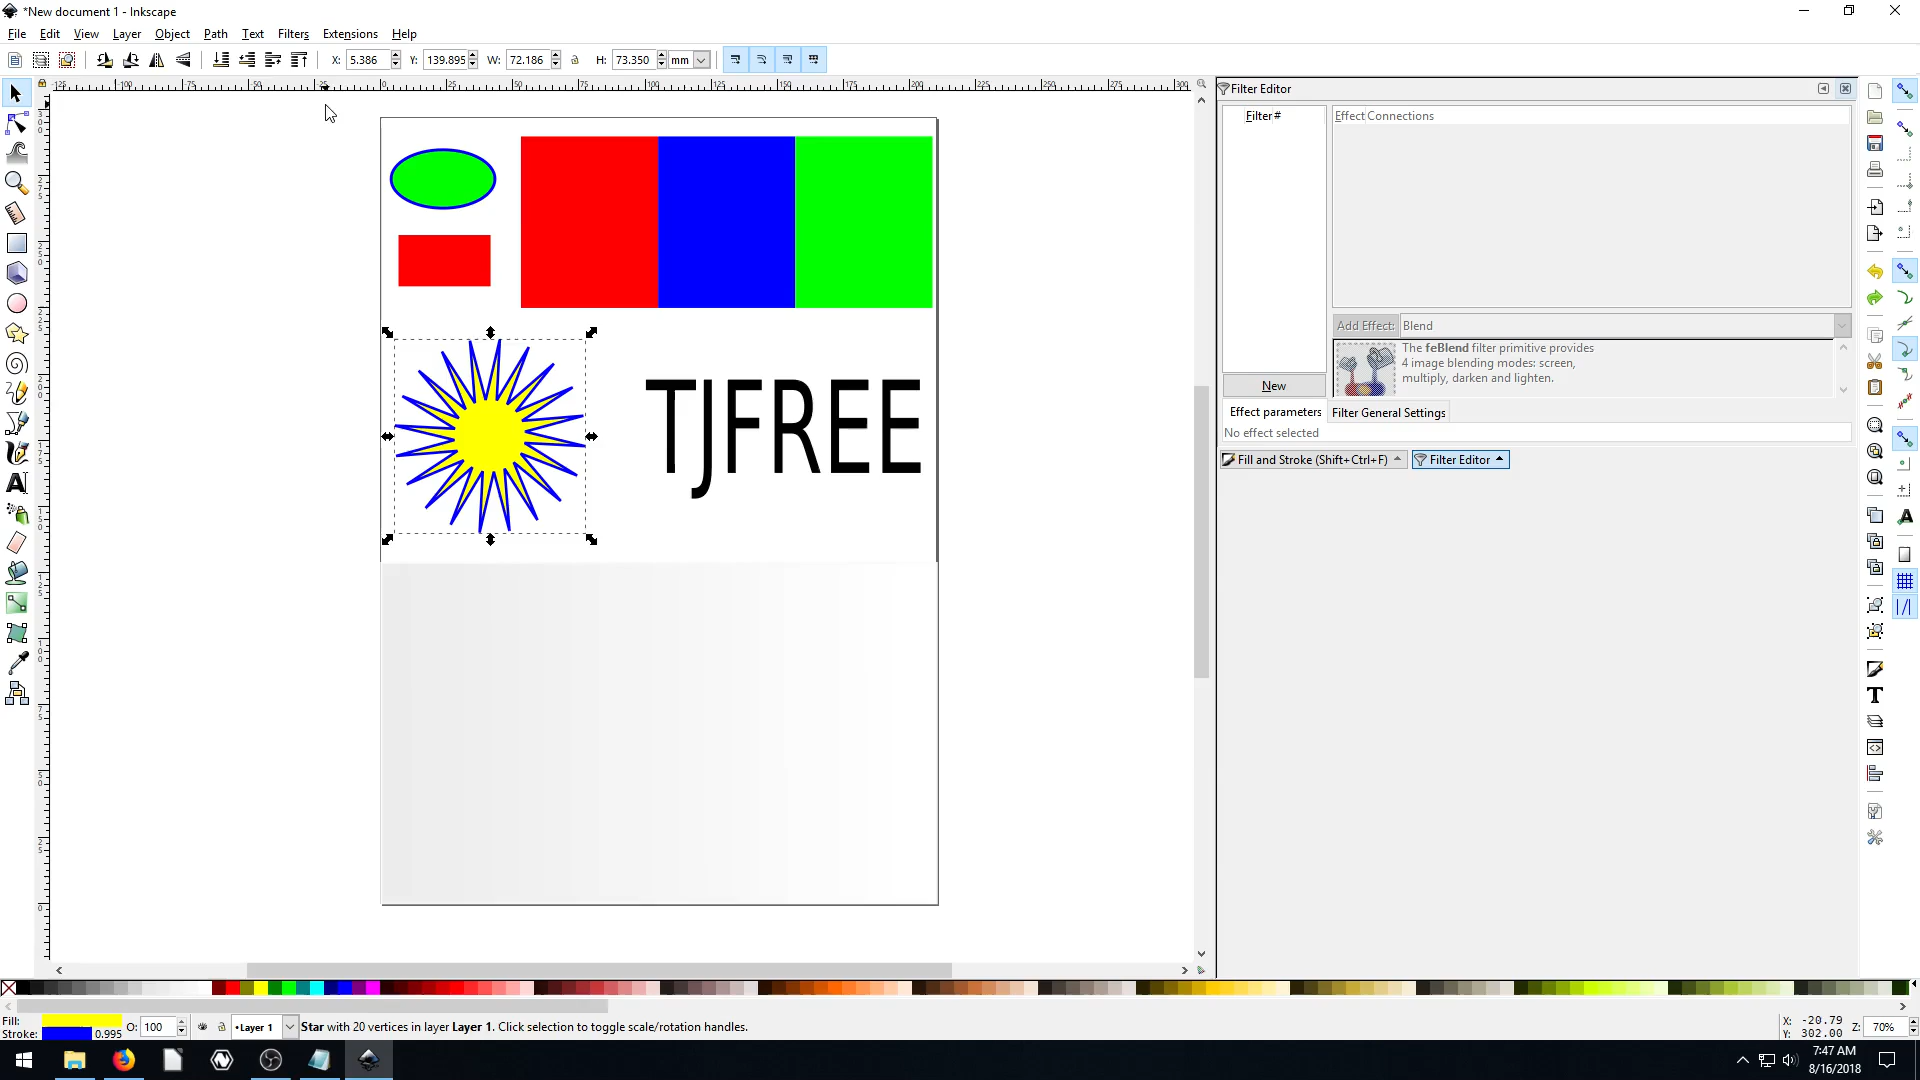 *New document 1 - Inkscape
File Edit View Layer Object Path Text Filters Extensions Help
X: 5.386 Y: 139.895 W: 72.186 H: 73.350 mm
Filter Editor
Filter #
Effect Connections
TJFREE
Add Effect: Blend
The feBlend filter primitive provides
4 image blending modes: screen,
multiply, darken and lighten.
New
Effect parameters Filter General Settings
No effect selected
Fill and Stroke (Shift+Ctrl+F) Filter Editor
Fill:
Stroke: 0.995 O: 100 •Layer 1 Star with 20 vertices in layer Layer 1. Click selection to toggle scale/rotation handles.
X: -20.79
Y: 302.00 Z: 70%
7:47 AM
8/16/2018